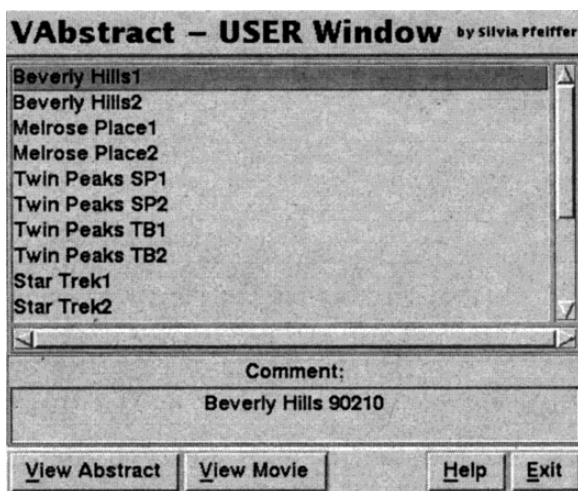 VAbstract – USER Window by Silvia Pfeiffer
Beverly Hills1
Beverly Hills2
Melrose Place1
Melrose Place2
Twin Peaks SP1
Twin Peaks SP2
Twin Peaks TB1
Twin Peaks TB2
Star Trek1
Star Trek2
Comment:
Beverly Hills 90210
View Abstract View Movie Help Exit